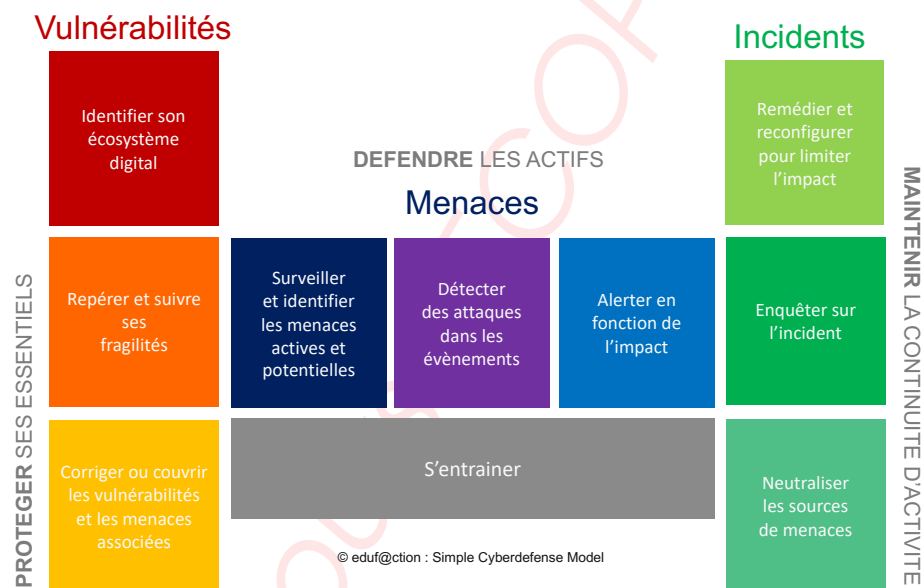 Vulnérabilités
Incidents
Identifier son
écosystème
digital
Remédier et
reconfigurer
pour limiter
l'impact
DEFENDRE LES ACTIFS
Menaces
Repérer et suivre
ses
fragilités
Surveiller
et identifier
les menaces
actives et
potentielles
Détecter
des attaques
dans les
évènements
Alerter en
fonction de
l'impact
Enquêter sur
l'incident
Corriger ou couvrir
les vulnérabilités
et les menaces
associées
S'entrainer
Neutraliser
les sources
de menaces
PROTEGER SES ESSENTIELS
MAINTENIR LA CONTINUITE D'ACTIVITE
© eduf@ction : Simple Cyberdefense Model